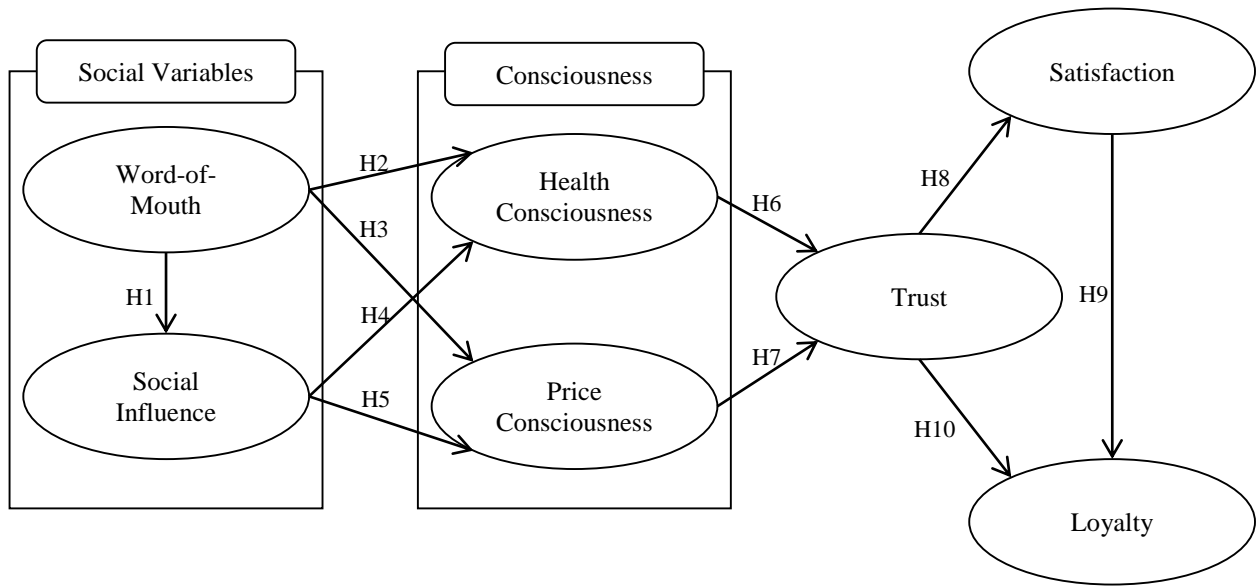 Social Variables
Consciousness
Satisfaction
Word-of-
Mouth
H2
Health
Consciousness
H8
H6
H3
H1
H4
Trust
H9
Social
Influence
H5
Price
Consciousness
H7
H10
Loyalty